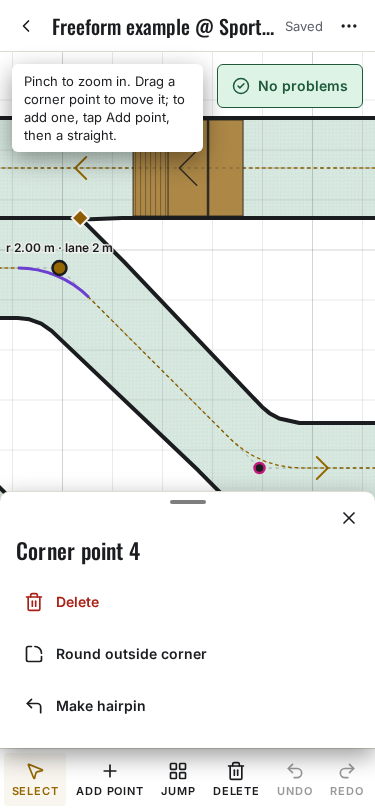 Freeform example @ Sport...
Saved
Pinch to zoom in. Drag a
corner point to move it; to
add one, tap Add point,
then a straight.
No problems
r 2.00 m · lane 2 m
Corner point 4
Delete
Round outside corner
Make hairpin
SELECT
ADD POINT
JUMP
DELETE
UNDO
REDO